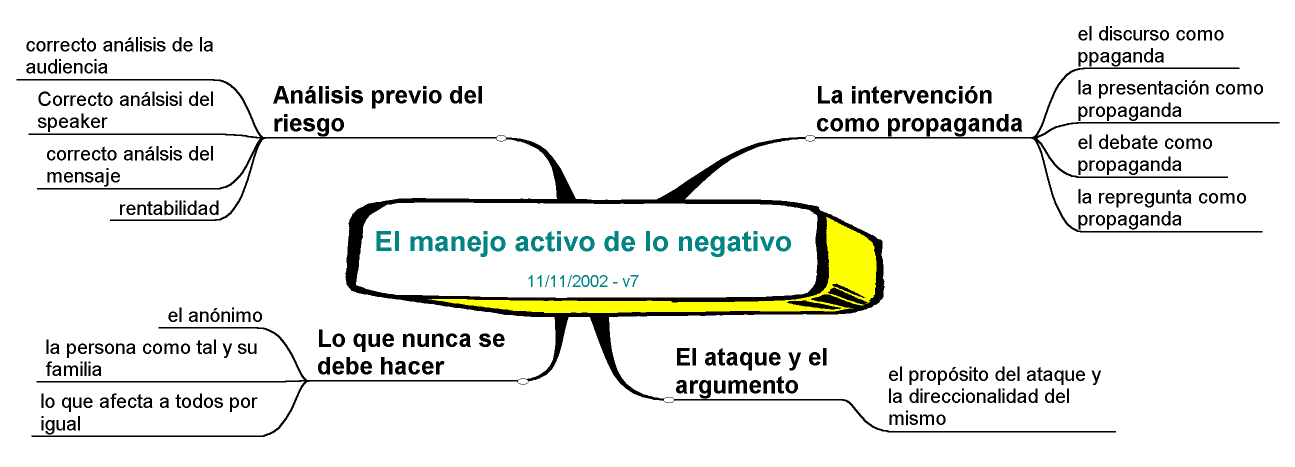 correcto análisis de la
audiencia
Correcto análsisi del
speaker
correcto análsis del
mensaje
rentabilidad
Análisis previo del
riesgo
La intervención
como propaganda
el discurso como
ppaganda
la presentación como
propaganda
el debate como
propaganda
la repregunta como
propaganda
El manejo activo de lo negativo
11/11/2002 - v7
el anónimo
la persona como tal y su
familia
lo que afecta a todos por
igual
Lo que nunca se
debe hacer
El ataque y el
argumento
el propósito del ataque y
la direccionalidad del
mismo